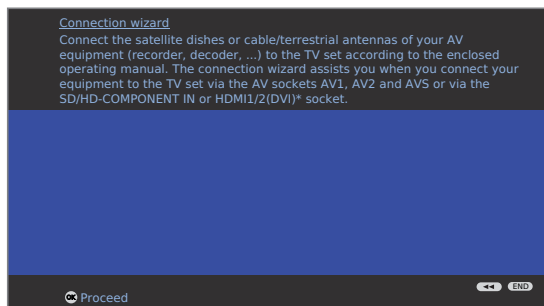 Connection wizard
Connect the satellite dishes or cable/terrestrial antennas of your AV
equipment (recorder, decoder, ...) to the TV set according to the enclosed
operating manual. The connection wizard assists you when you connect your
equipment to the TV set via the AV sockets AV1, AV2 and AVS or via the
SD/HD-COMPONENT IN or HDMI1/2(DVI)* socket.
END
OK Proceed